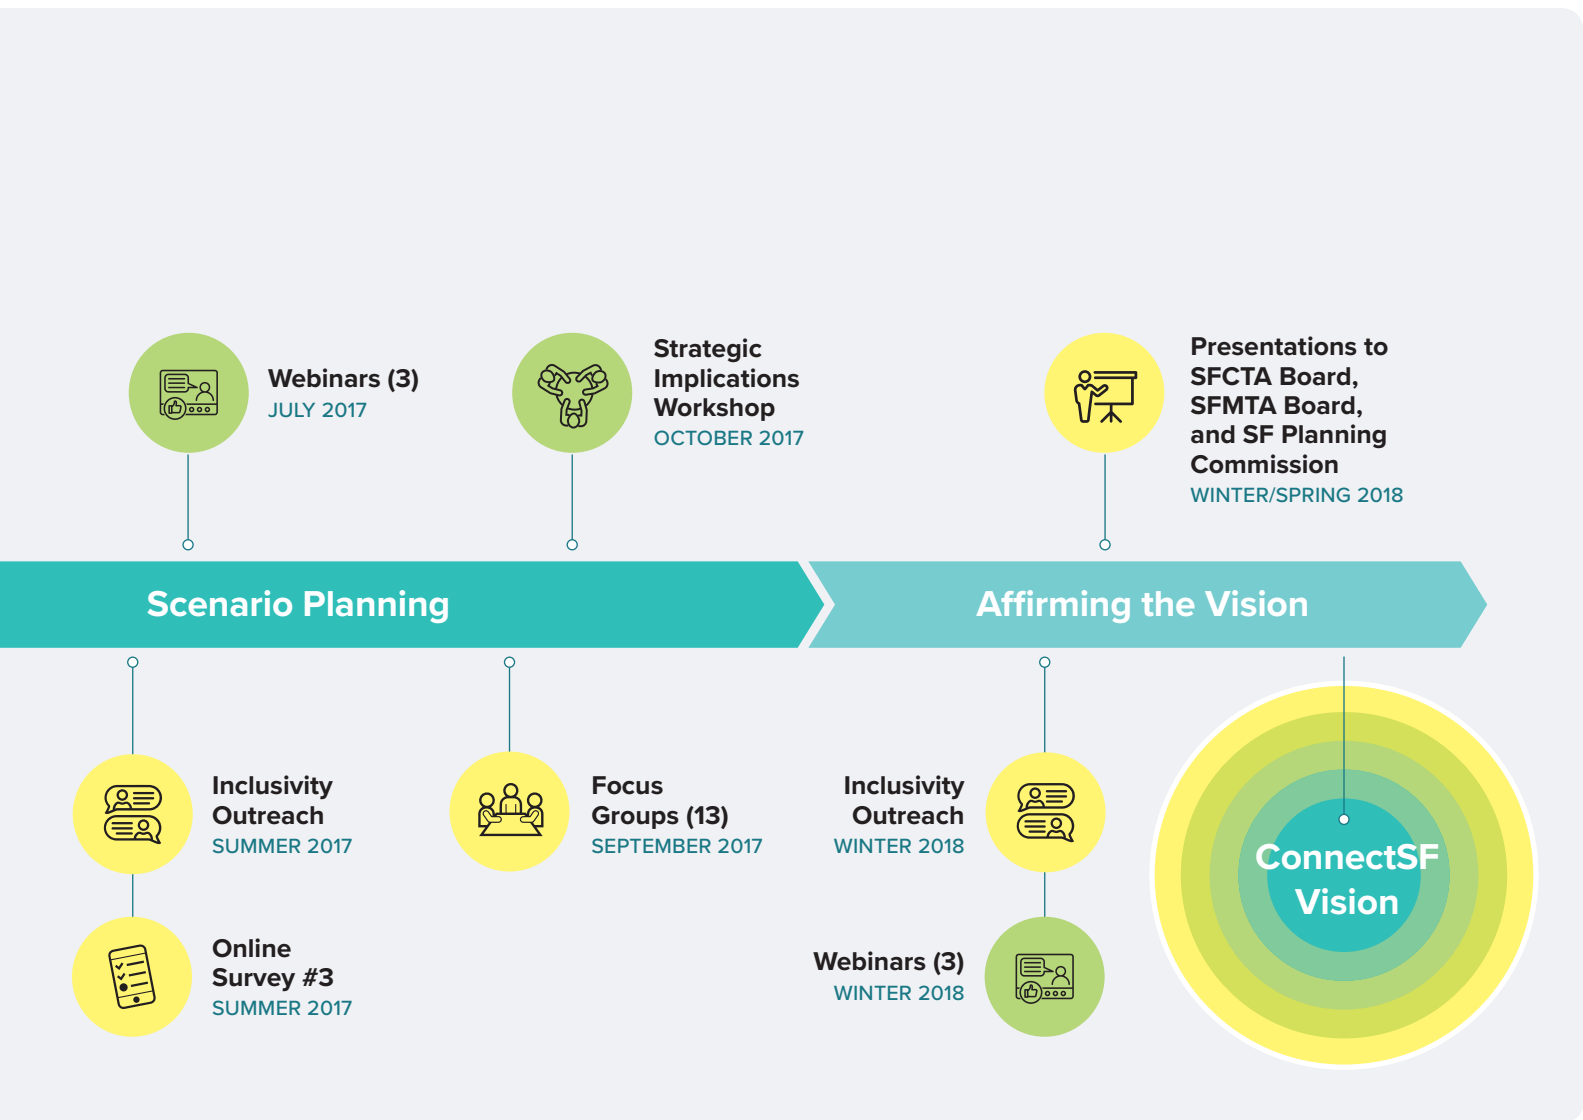 Webinars (3)
JULY 2017
Strategic
Implications
Workshop
OCTOBER 2017
Presentations to
SFCTA Board,
SFMTA Board,
and SF Planning
Commission
WINTER/SPRING 2018
Scenario Planning
Affirming the Vision
Inclusivity
Outreach
SUMMER 2017
Online
Survey #3
SUMMER 2017
Focus
Groups (13)
SEPTEMBER 2017
Inclusivity
Outreach
WINTER 2018
Webinars (3)
WINTER 2018
ConnectSF
Vision